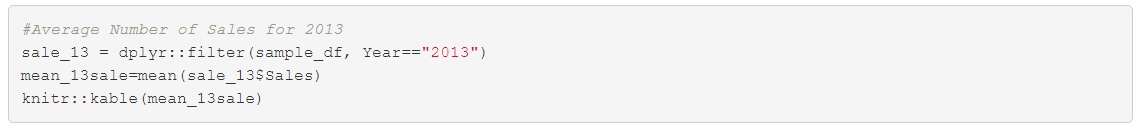 #Average Number of Sales for 2013
sale_13 = dplyr::filter(sample_df, Year=="2013")
mean_13sale=mean(sale_13$Sales)
knitr::kable(mean_13sale)